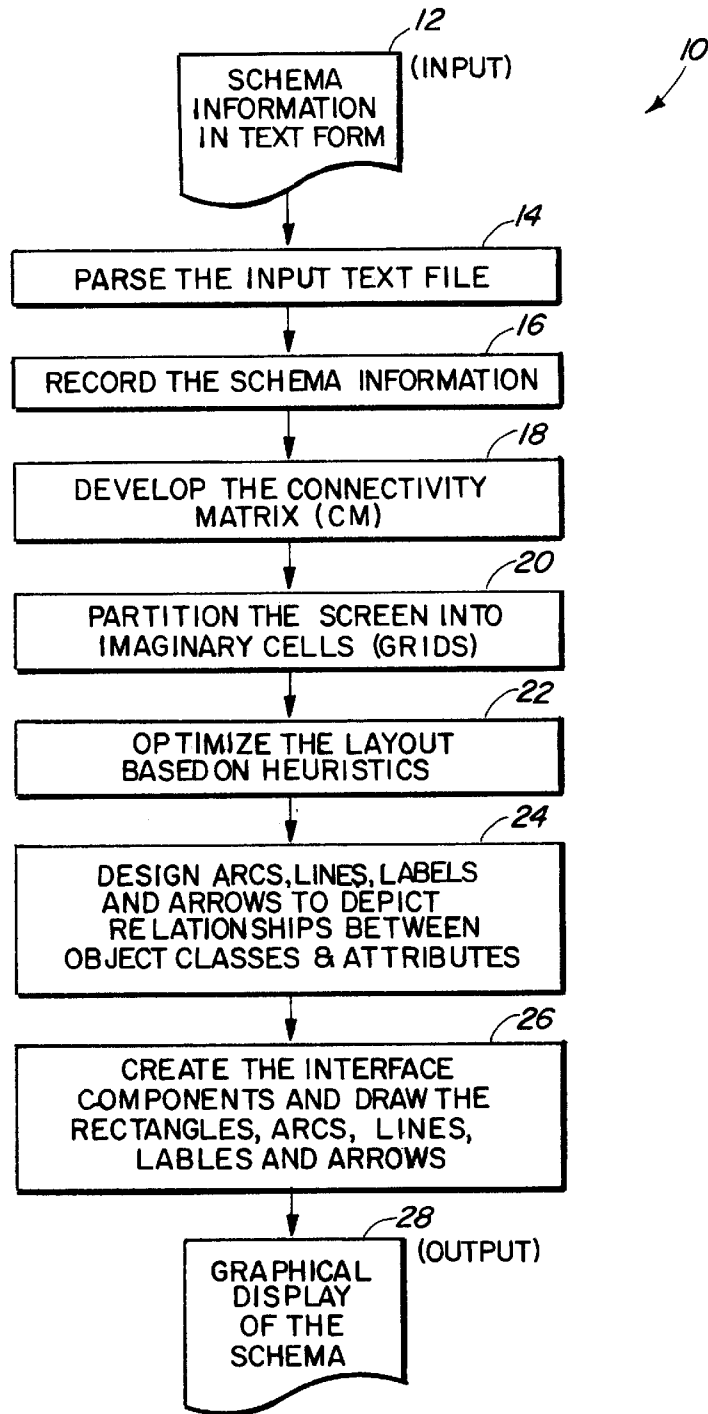 12
(INPUT)
10
SCHEMA
INFORMATION
IN TEXT FORM
14
PARSE THE INPUT TEXT FILE
16
RECORD THE SCHEMA INFORMATION
18
DEVELOP THE CONNECTIVITY
MATRIX (CM)
20
PARTITION THE SCREEN INTO
IMAGINARY CELLS (GRIDS)
22
OPTIMIZE THE LAYOUT
BASED ON HEURISTICS
24
DESIGN ARCS, LINES, LABELS
AND ARROWS TO DEPICT
RELATIONSHIPS BETWEEN
OBJECT CLASSES & ATTRIBUTES
26
CREATE THE INTERFACE
COMPONENTS AND DRAW THE
RECTANGLES, ARCS, LINES,
LABLES AND ARROWS
28
(OUTPUT)
GRAPHICAL
DISPLAY
OF THE
SCHEMA